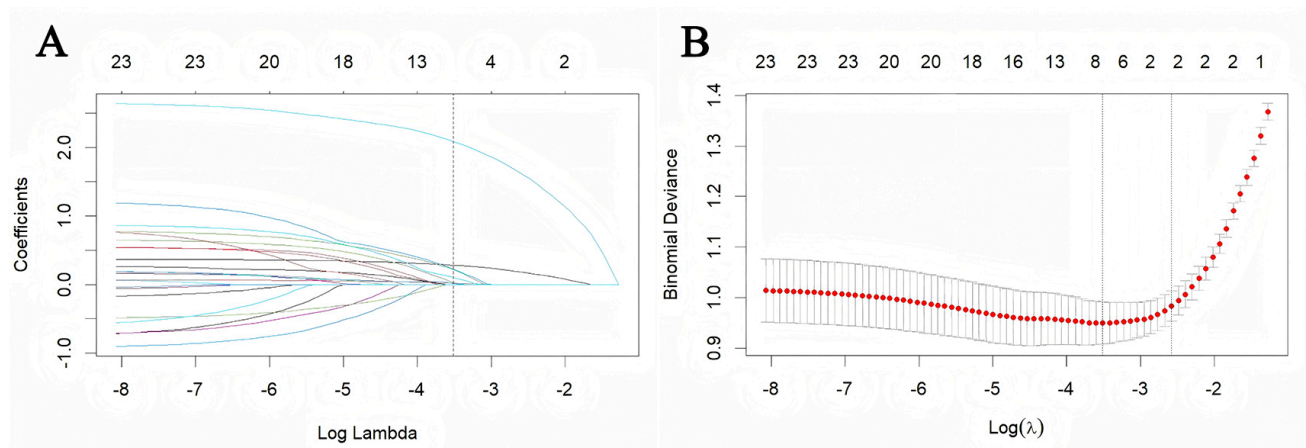 A
23 23 20 18 13 4 2
Coefficients
2.0
1.0
0.0
-1.0
-8 -7 -6 -5 -4 -3 -2
Log Lambda
B
23 23 23 20 20 18 16 13 8 6 2 2 2 1
Binomial Deviance
1.4
1.3
1.2
1.1
1.0
0.9
-8 -7 -6 -5 -4 -3 -2
Log(λ)